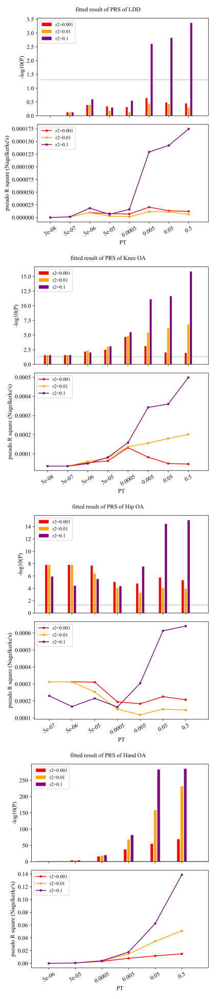 fitted result of PRS of LDD
3.5
3.0
2.5
2.0
1.5
1.0
0.5
0.0
-log10(P)
r2=0.001
r2=0.01
r2=0.1
0.000175
0.000150
0.000125
0.000100
0.000075
0.000050
0.000025
0.000000
pseudo R square (Nagelkerke's)
r2=0.001
r2=0.01
r2=0.1
5e-08 5e-07 5e-06 5e-05 0.0005 0.005 0.05 0.5
PT
fitted result of PRS of Knee OA
15.0
12.5
10.0
7.5
5.0
2.5
0.0
-log10(P)
r2=0.001
r2=0.01
r2=0.1
0.0005
0.0004
0.0003
0.0002
0.0001
pseudo R square (Nagelkerke's)
r2=0.001
r2=0.01
r2=0.1
5e-08 5e-07 5e-06 5e-05 0.0005 0.005 0.05 0.5
PT
fitted result of PRS of Hip OA
14
12
10
8
6
4
2
0
-log10(P)
r2=0.001
r2=0.01
r2=0.1
0.0006
0.0005
0.0004
0.0003
0.0002
0.0001
pseudo R square (Nagelkerke's)
r2=0.001
r2=0.01
r2=0.1
5e-07 5e-06 5e-05 0.0005 0.005 0.05 0.5
PT
fitted result of PRS of Hand OA
250
200
150
100
50
0
-log10(P)
r2=0.001
r2=0.01
r2=0.1
0.14
0.12
0.10
0.08
0.06
0.04
0.02
0.00
pseudo R square (Nagelkerke's)
r2=0.001
r2=0.01
r2=0.1
5e-06 5e-05 0.0005 0.005 0.05 0.5
PT